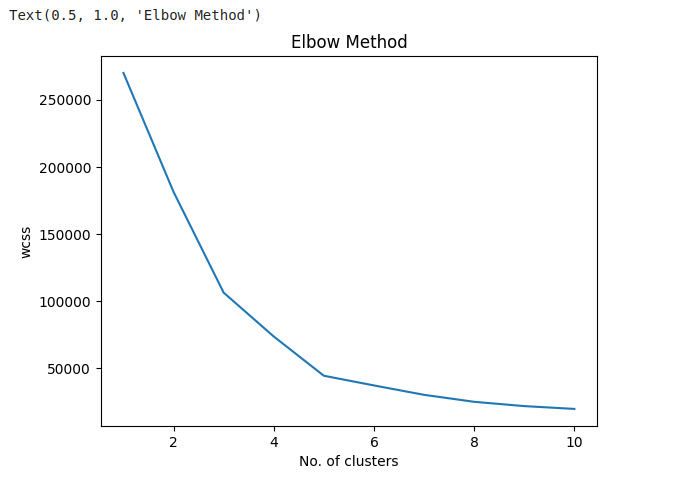 Text(0.5, 1.0, 'Elbow Method')
Elbow Method
250000
200000
150000
100000
50000
wcss
2 4 6 8 10
No. of clusters